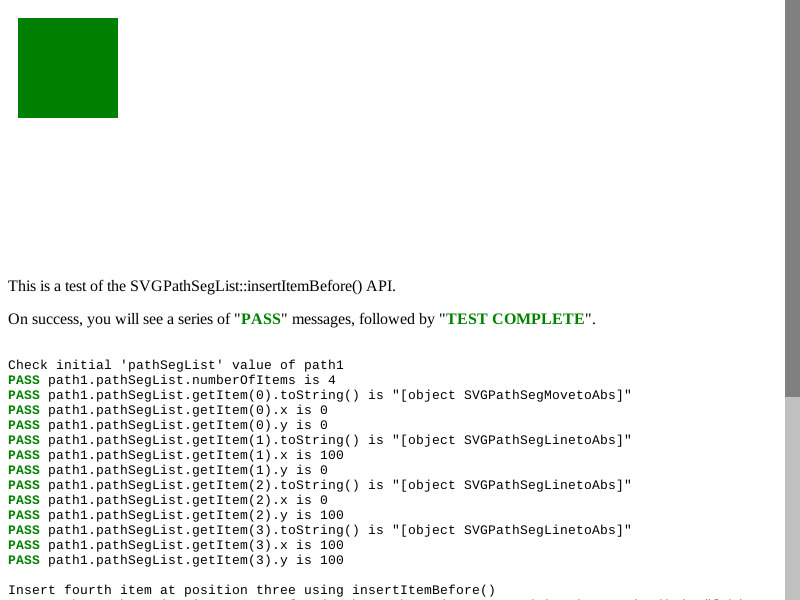 This is a test of the SVGPathSegList::insertItemBefore() API.
On success, you will see a series of "PASS" messages, followed by "TEST COMPLETE".
Check initial 'pathSegList' value of path1
PASS path1.pathSegList.numberOfItems is 4
PASS path1.pathSegList.getItem(0).toString() is "[object SVGPathSegMovetoAbs]"
PASS path1.pathSegList.getItem(0).x is 0
PASS path1.pathSegList.getItem(0).y is 0
PASS path1.pathSegList.getItem(1).toString() is "[object SVGPathSegLinetoAbs]"
PASS path1.pathSegList.getItem(1).x is 100
PASS path1.pathSegList.getItem(1).y is 0
PASS path1.pathSegList.getItem(2).toString() is "[object SVGPathSegLinetoAbs]"
PASS path1.pathSegList.getItem(2).x is 0
PASS path1.pathSegList.getItem(2).y is 100
PASS path1.pathSegList.getItem(3).toString() is "[object SVGPathSegLinetoAbs]"
PASS path1.pathSegList.getItem(3).x is 100
PASS path1.pathSegList.getItem(3).y is 100
Insert fourth item at position three using insertItemBefore()